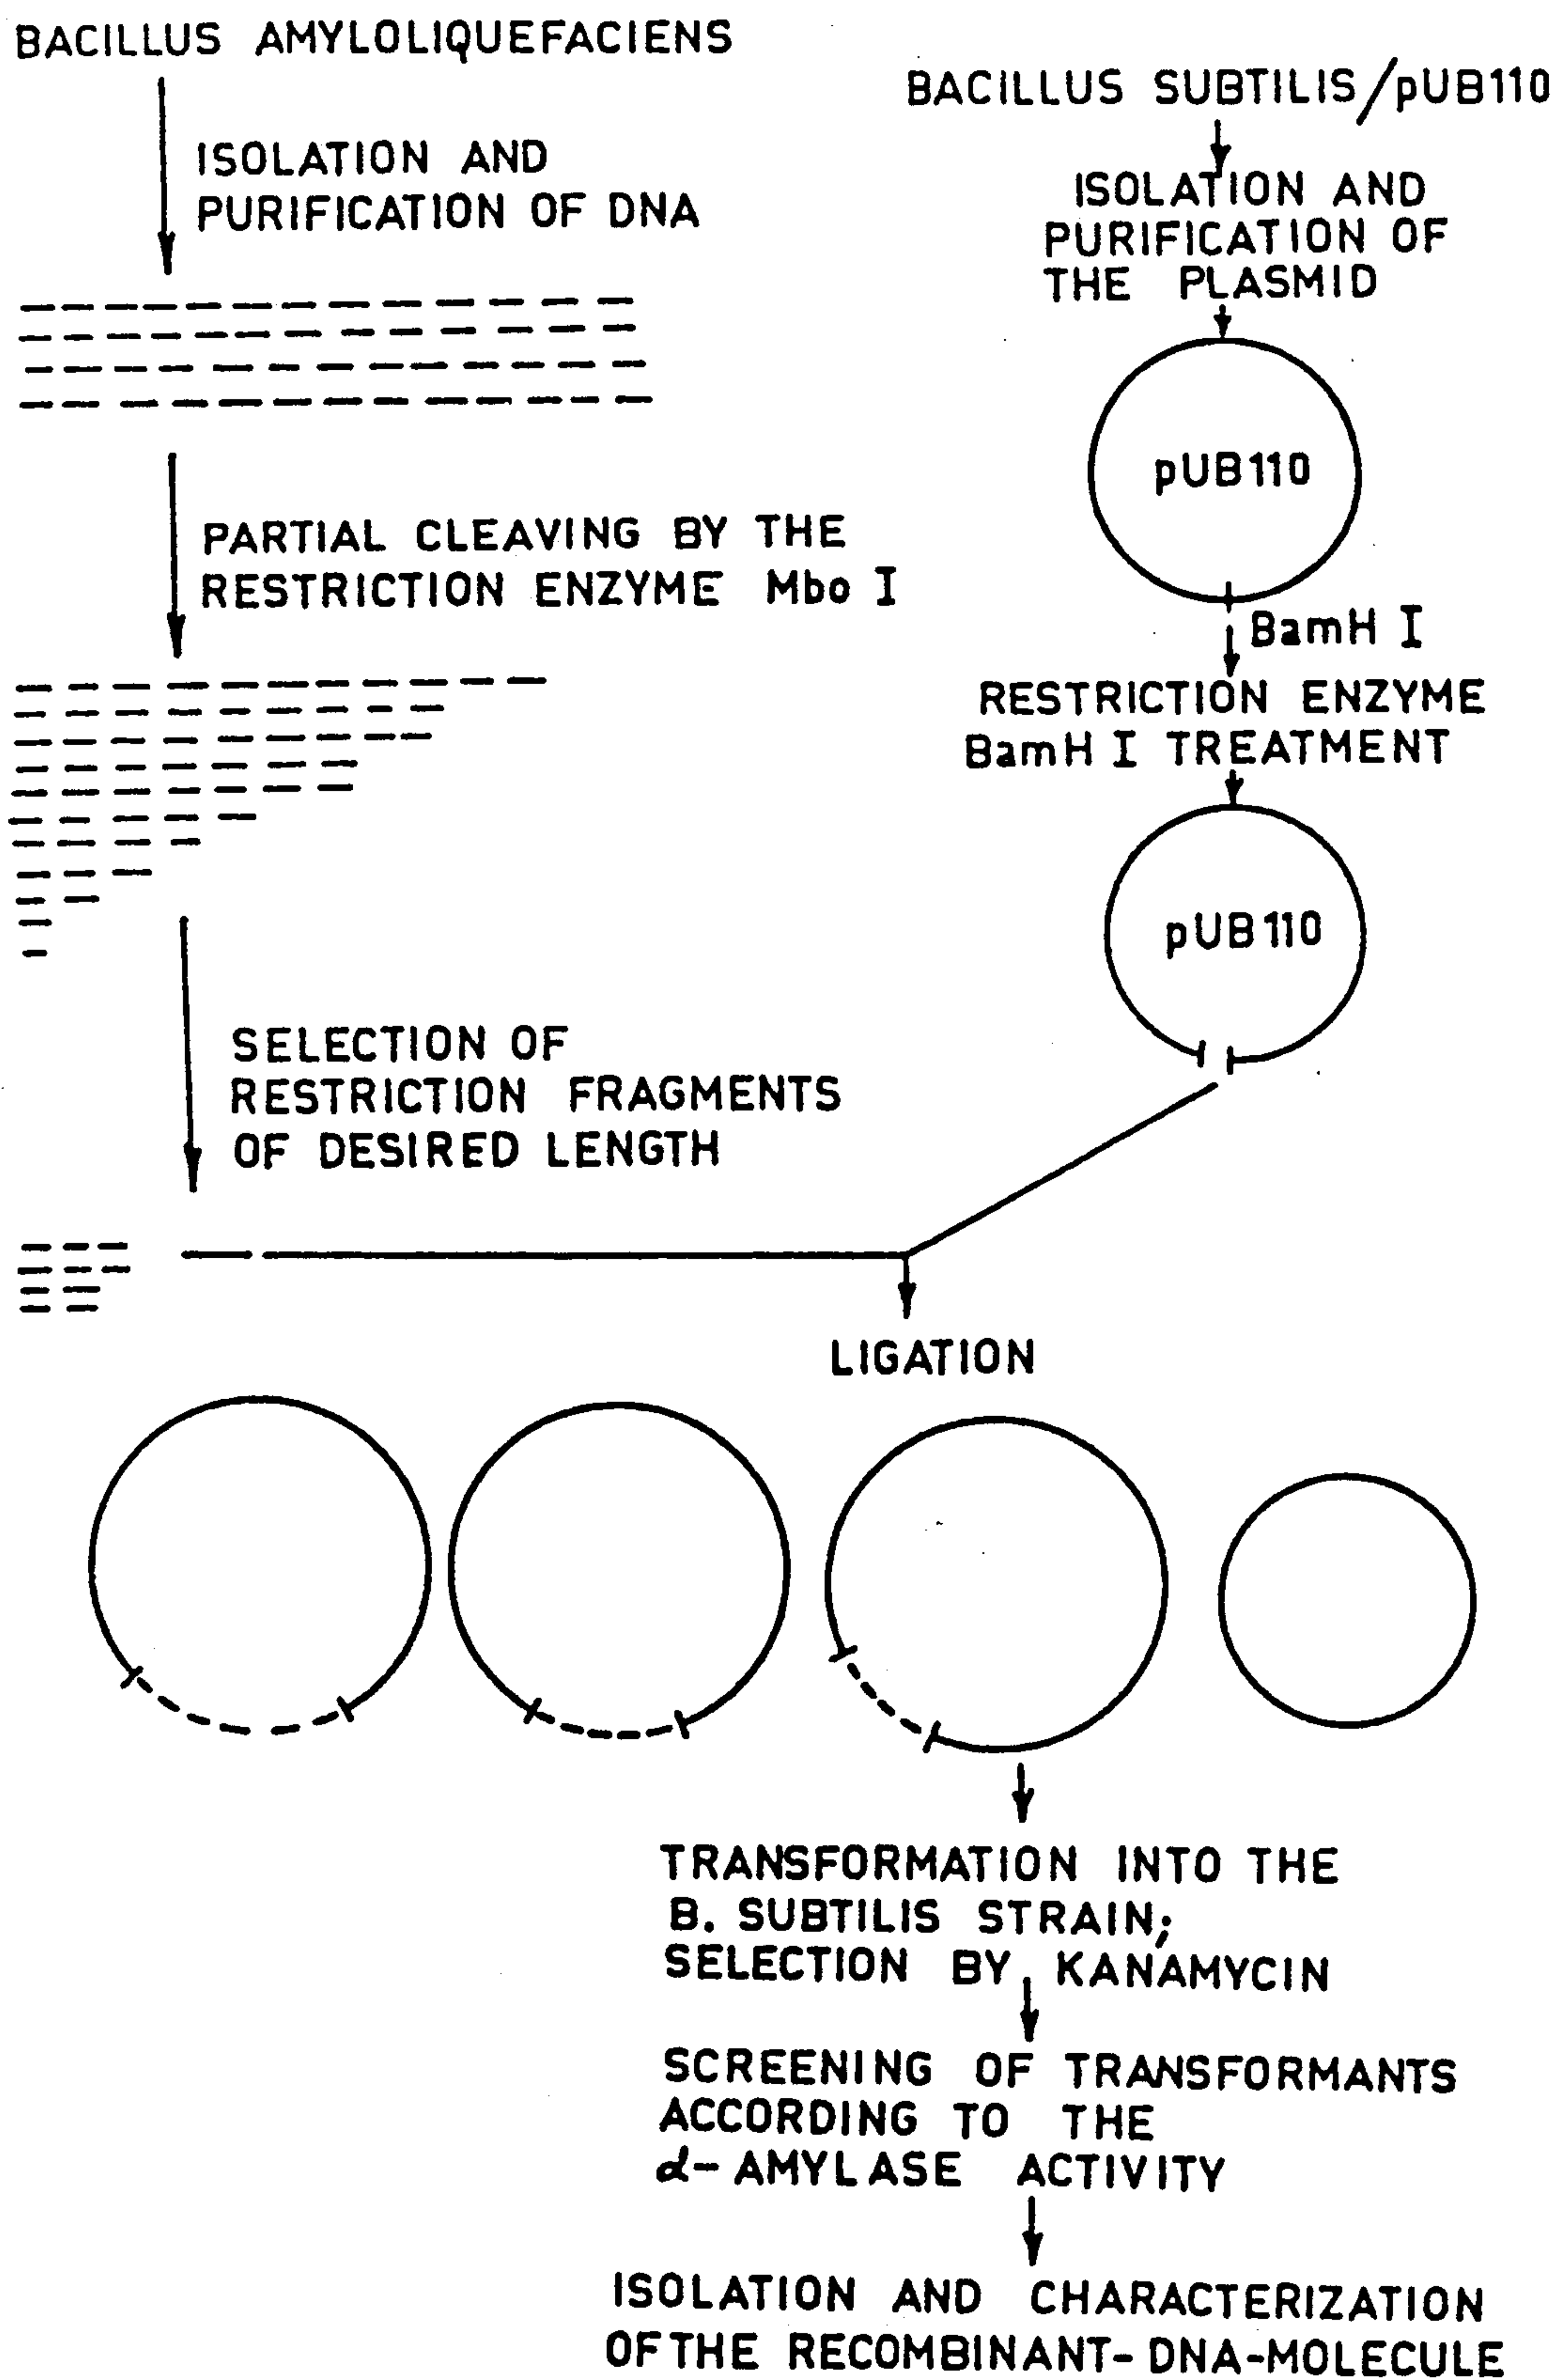 BACILLUS AMYLOLIQUEFACIENS
ISOLATION AND
PURIFICATION OF DNA
PARTIAL CLEAVING BY THE
RESTRICTION ENZYME Mbo I
SELECTION OF
RESTRICTION FRAGMENTS
OF DESIRED LENGTH
BACILLUS SUBTILIS/pUB110
ISOLATION AND
PURIFICATION OF
THE PLASMID
pUB110
BamH I
RESTRICTION ENZYME
BamH I TREATMENT
pUB110
LIGATION
TRANSFORMATION INTO THE
B. SUBTILIS STRAIN;
SELECTION BY KANAMYCIN
SCREENING OF TRANSFORMANTS
ACCORDING TO THE
α-AMYLASE ACTIVITY
ISOLATION AND CHARACTERIZATION
OF THE RECOMBINANT-DNA-MOLECULE